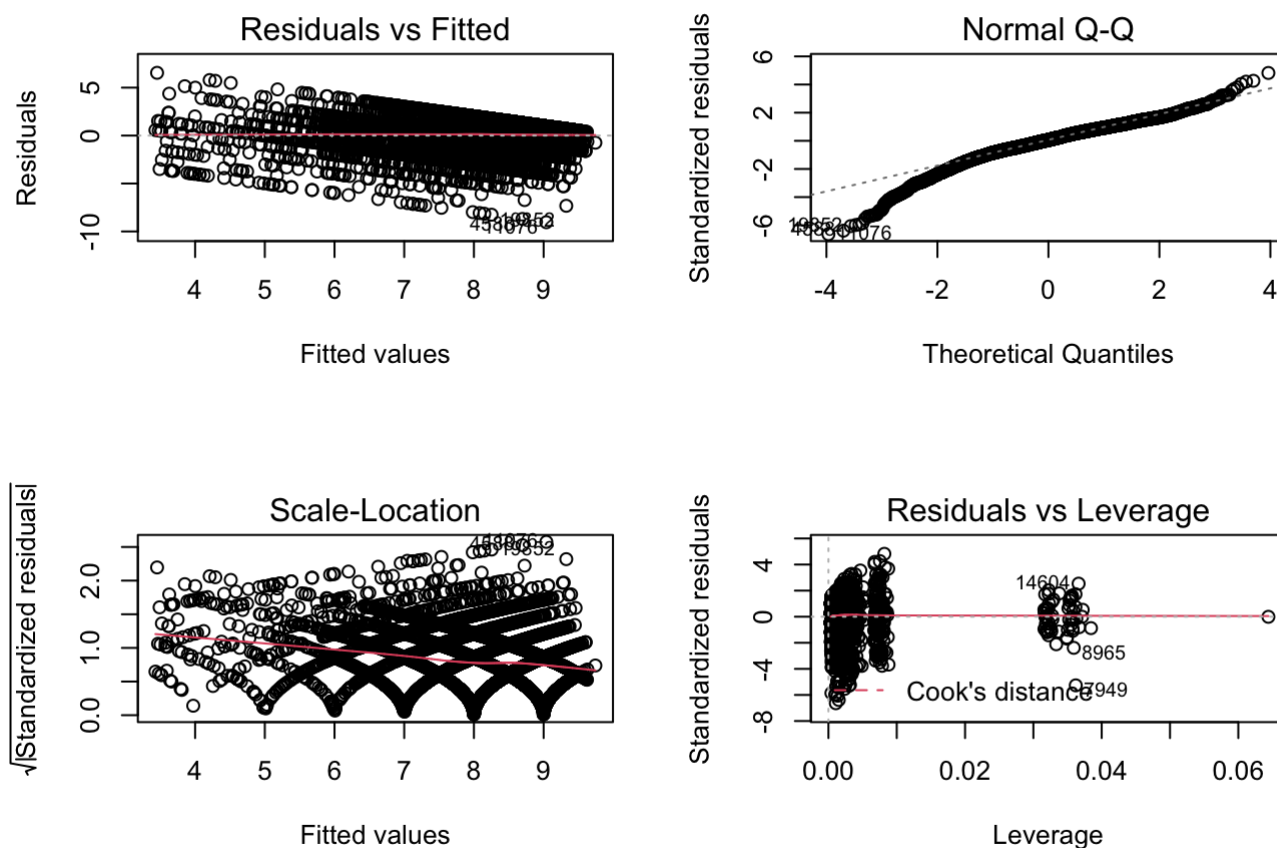 Residuals vs Fitted
Residuals
5
0
-10
4 5 6 7 8 9
Fitted values
Normal Q-Q
Standardized residuals
6
2
-2
-6
11076
-4 -2 0 2 4
Theoretical Quantiles
Scale-Location
√|Standardized residuals|
2.0
1.0
0.0
19352
4 5 6 7 8 9
Fitted values
Residuals vs Leverage
Standardized residuals
4
0
-4
-8
14604
8965
7949
Cook's distance
0.00 0.02 0.04 0.06
Leverage